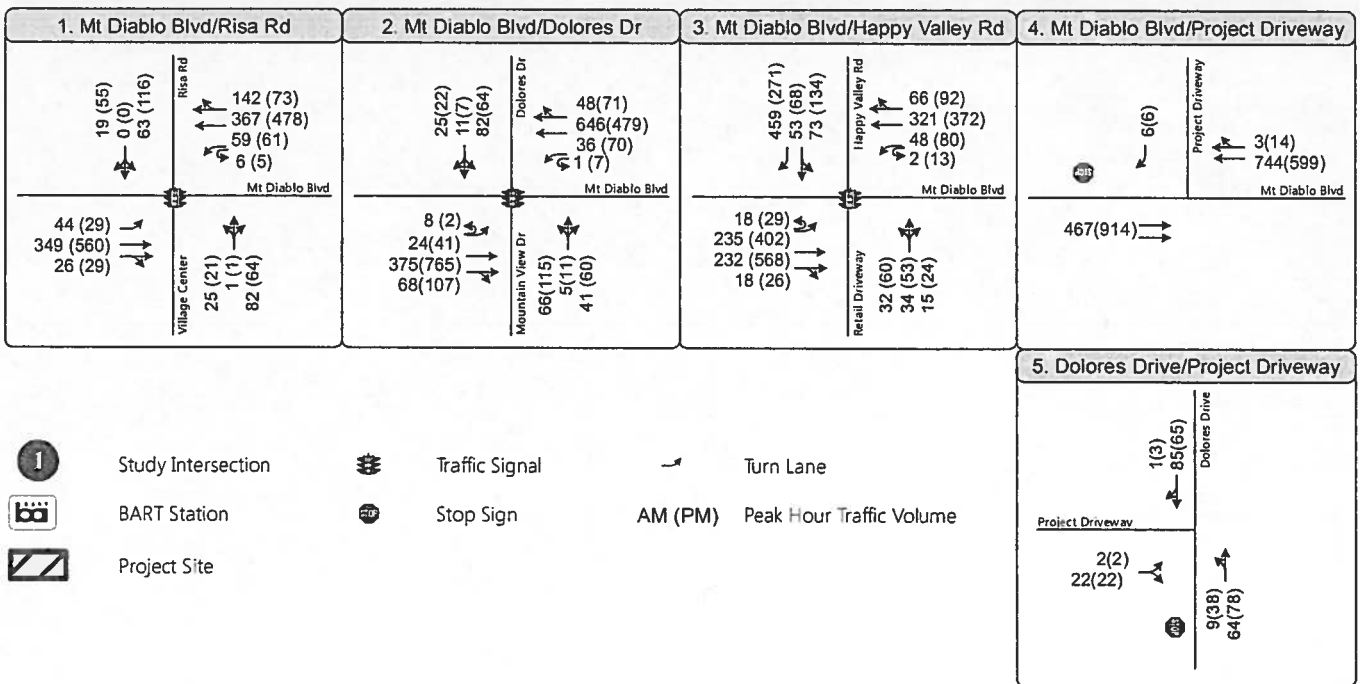 1. Mt Diablo Blvd/Risa Rd
19 (55)
0 (0)
63 (116)
Risa Rd
142 (73)
367 (478)
59 (61)
6 (5)
Mt Diablo Blvd
44 (29)
349 (560)
26 (29)
Village Center
25 (21)
1 (1)
82 (64)
2. Mt Diablo Blvd/Dolores Dr
25(22)
11(7)
82(64)
Dolores Dr
48(71)
646(479)
36 (70)
1 (7)
Mt Diablo Blvd
8 (2)
24(41)
375(765)
68(107)
Mountain View Dr
66(115)
5(11)
41 (60)
3. Mt Diablo Blvd/Happy Valley Rd
459 (271)
53 (68)
73 (134)
Happy Valley Rd
66 (92)
321 (372)
48 (80)
2 (13)
Mt Diablo Blvd
18 (29)
235 (402)
232 (568)
18 (26)
Retail Driveway
32 (60)
34 (53)
15 (24)
4. Mt Diablo Blvd/Project Driveway
6(6)
Project Driveway
3(14)
744(599)
Mt Diablo Blvd
STOP
467(914)
5. Dolores Drive/Project Driveway
1(3)
85(65)
Dolores Drive
Project Driveway
2(2)
22(22)
STOP
9(38)
64(78)
1 Study Intersection
Traffic Signal
Turn Lane
ba BART Station
STOP Stop Sign
AM (PM) Peak Hour Traffic Volume
Project Site